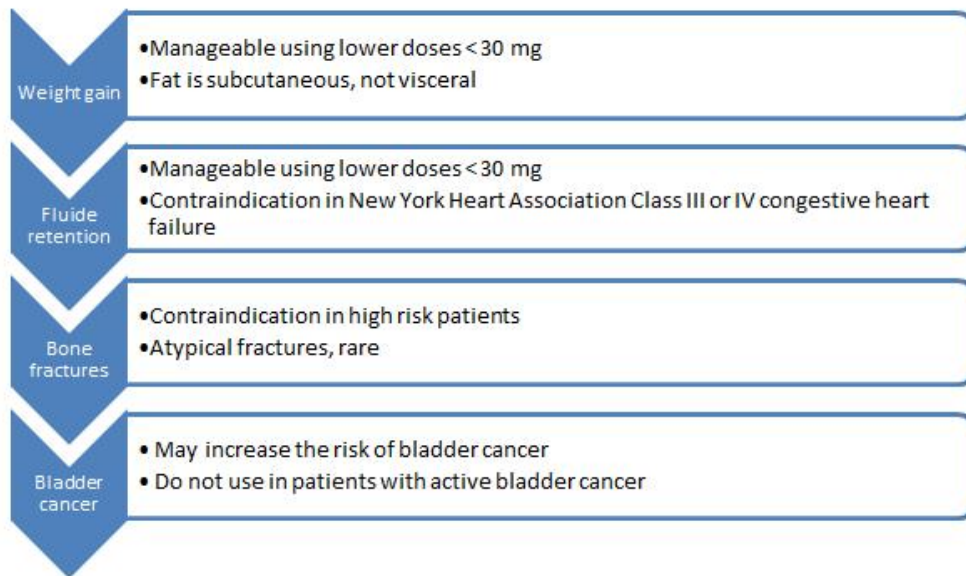 Weight gain
•Manageable using lower doses < 30 mg
•Fat is subcutaneous, not visceral
Fluide
retention
•Manageable using lower doses < 30 mg
•Contraindication in New York Heart Association Class III or IV congestive heart
failure
Bone
fractures
•Contraindication in high risk patients
•Atypical fractures, rare
Bladder
cancer
• May increase the risk of bladder cancer
• Do not use in patients with active bladder cancer